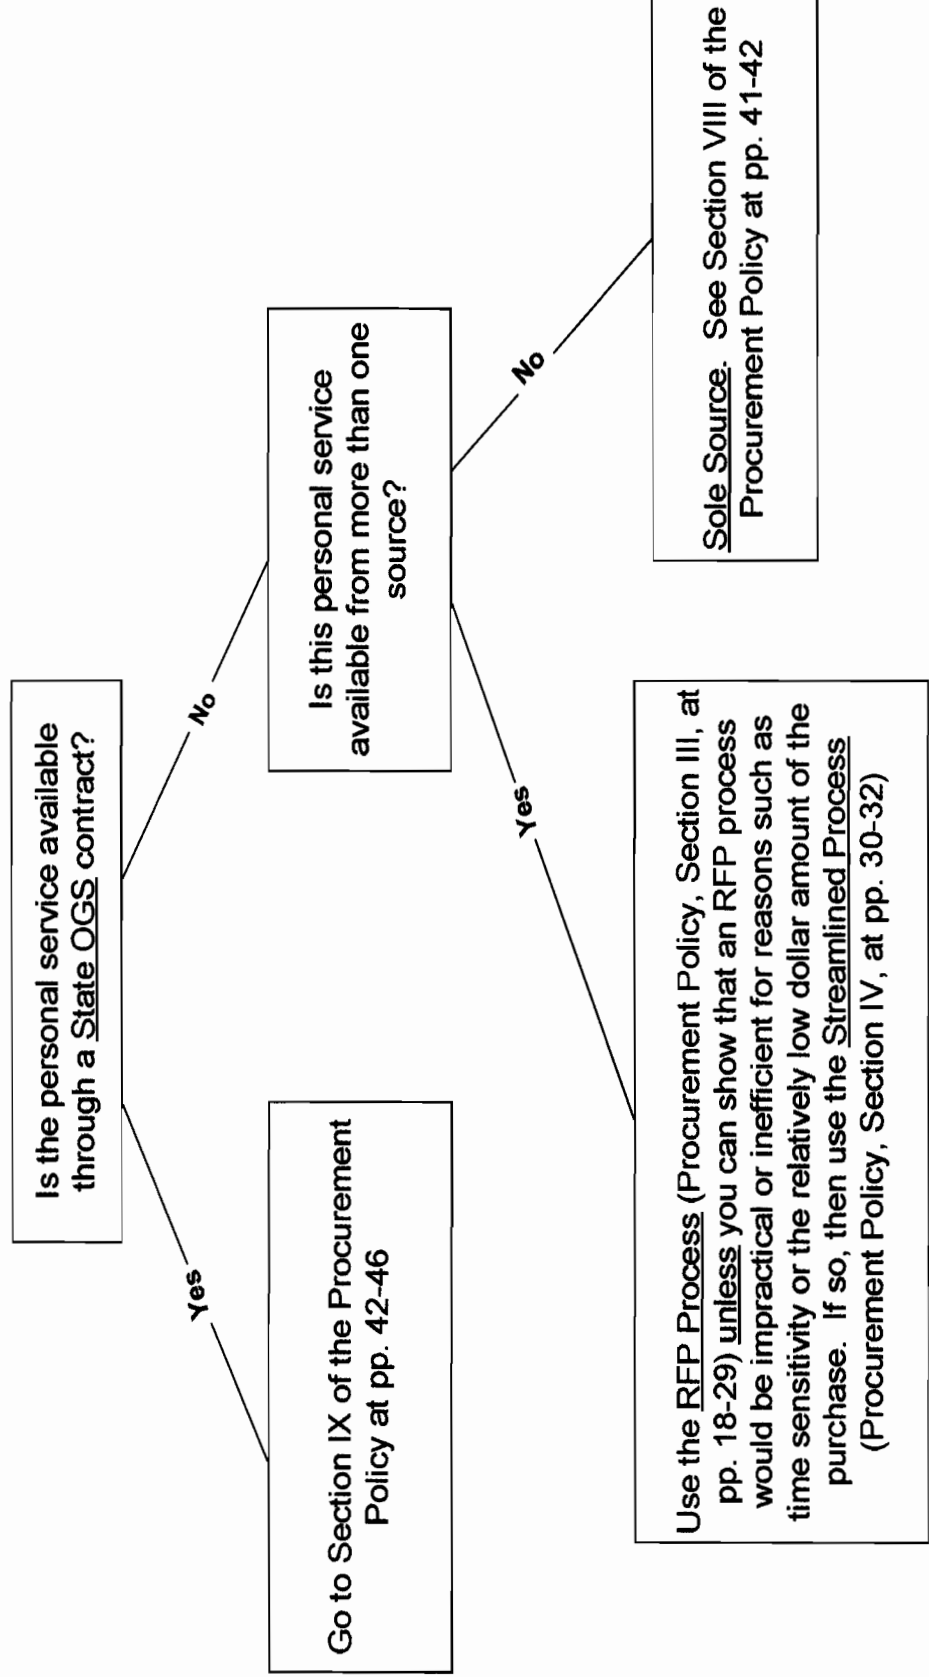 Is the personal service available
through a State OGS contract?
Yes
No
Go to Section IX of the Procurement
Policy at pp. 42-46
Is this personal service
available from more than one
source?
Yes
No
Use the RFP Process (Procurement Policy, Section III, at
pp. 18-29) unless you can show that an RFP process
would be impractical or inefficient for reasons such as
time sensitivity or the relatively low dollar amount of the
purchase. If so, then use the Streamlined Process
(Procurement Policy, Section IV, at pp. 30-32)
Sole Source. See Section VIII of the
Procurement Policy at pp. 41-42